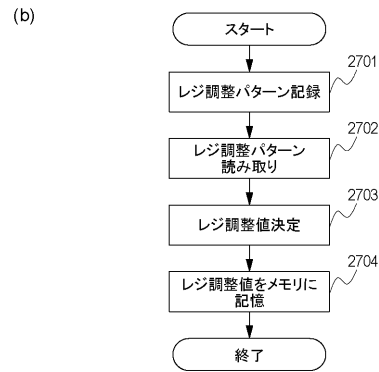 (b)
スタート
2701
レジ調整パターン記録
2702
レジ調整パターン
読み取り
2703
レジ調整値決定
2704
レジ調整値をメモリに
記憶
終了